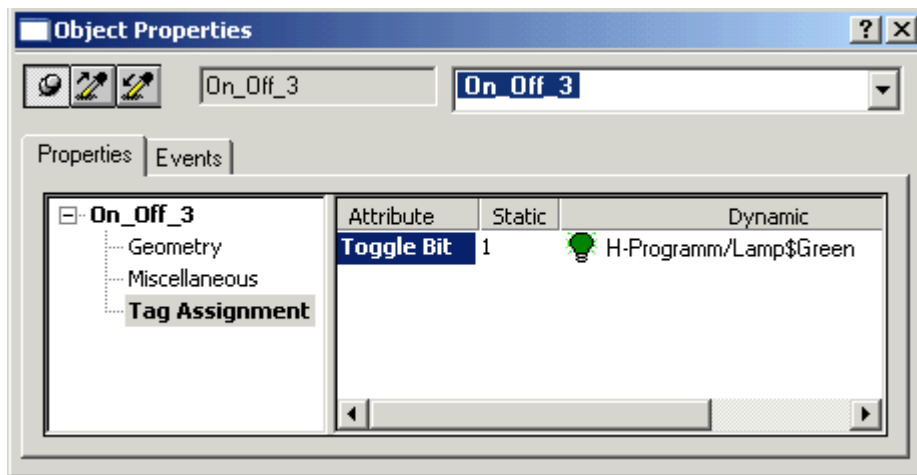 Object Properties
On_Off_3 On_Off_3
Properties Events
On_Off_3
Geometry
Miscellaneous
Tag Assignment
Attribute Static Dynamic
Toggle Bit 1 H-Programm/Lamp$Green